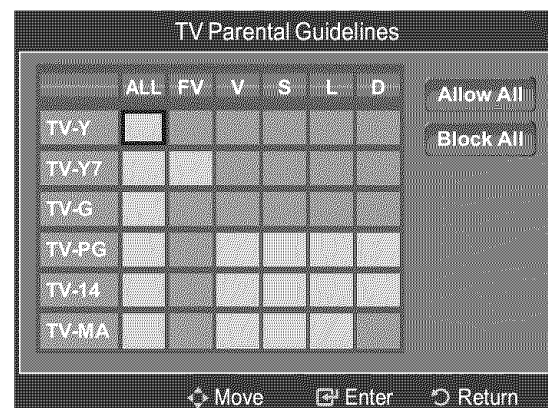 TV Parental Guidelines
ALL FV V S L D
Allow All
TV-Y
Block All
TV-Y7
TV-G
TV-PG
TV-14
TV-MA
Move Enter Return